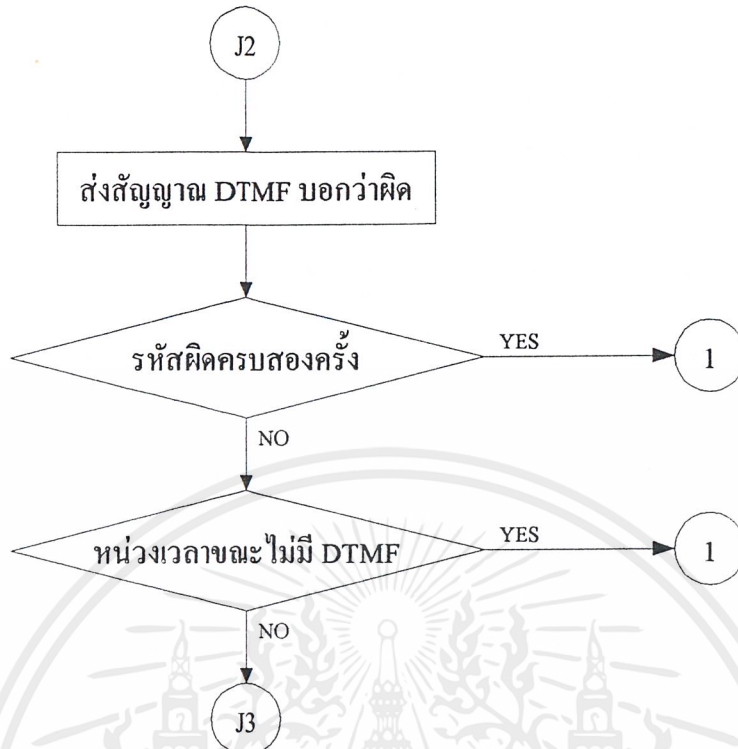 J2
ส่งสัญญาณ DTMF บอกว่าผิด
รหัสผิดครบสองครั้ง
YES
1
NO
หน่วงเวลาขณะไม่มี DTMF
YES
1
NO
J3